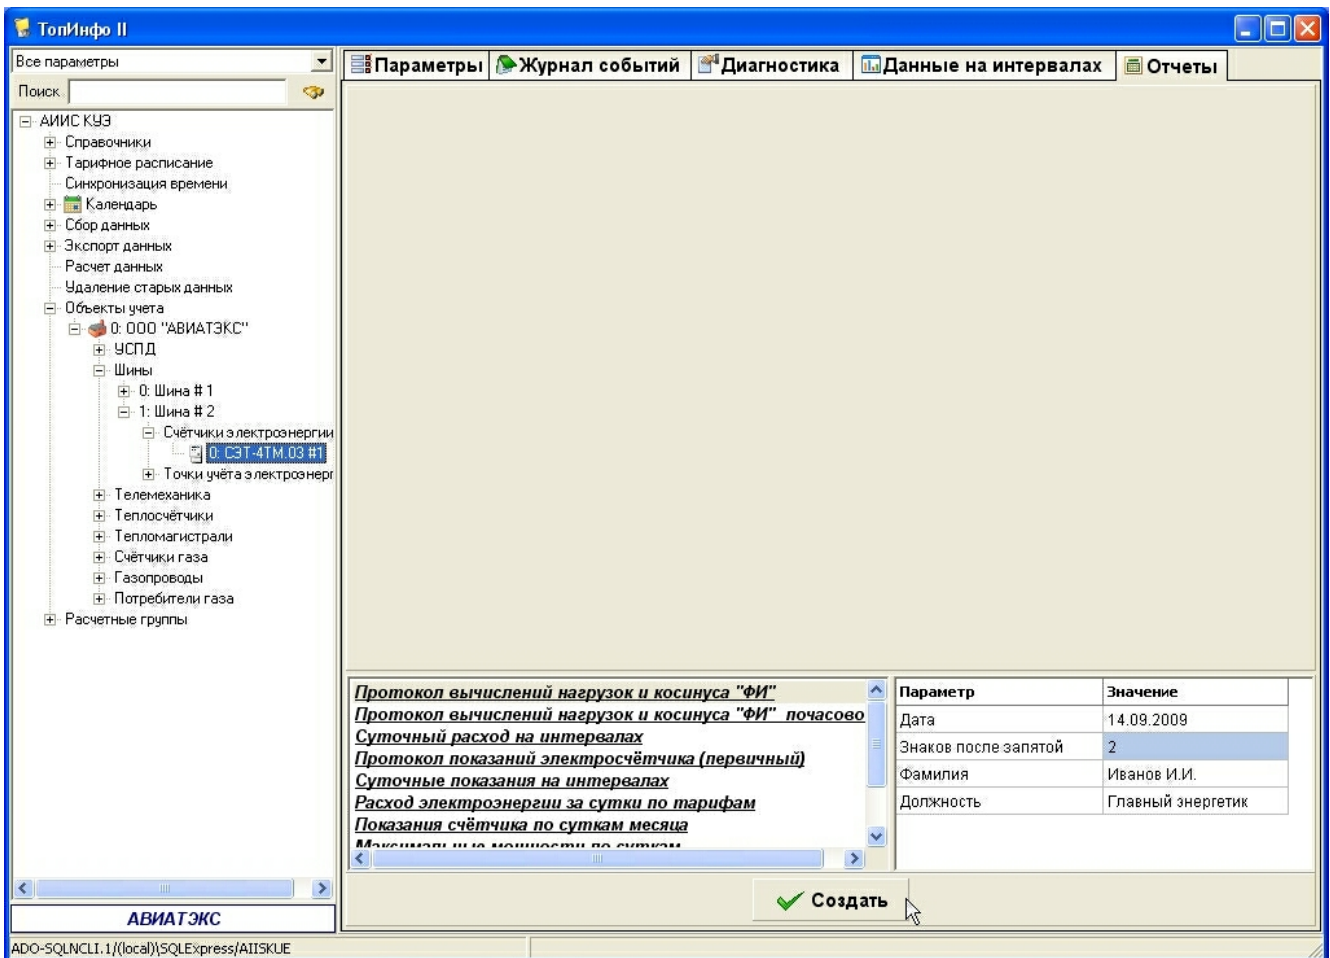 ТопИнфо II
Все параметры
Поиск
АИИС КУЭ
Справочники
Тарифное расписание
Синхронизация времени
Календарь
Сбор данных
Экспорт данных
Расчет данных
Удаление старых данных
Объекты учета
0: ООО "АВИАТЭКС"
УСПД
Шины
0: Шина # 1
1: Шина # 2
Счётчики электроэнергии
0: СЭТ-4ТМ.03 #1
Точки учёта электроэнерг
Телемеханика
Теплосчётчики
Тепломагистрали
Счётчики газа
Газопроводы
Потребители газа
Расчетные группы
АВИАТЭКС
Параметры Журнал событий Диагностика Данные на интервалах Отчеты
Протокол вычислений нагрузок и косинуса "ФИ"
Протокол вычислений нагрузок и косинуса "ФИ" почасово
Суточный расход на интервалах
Протокол показаний электросчётчика (первичный)
Суточные показания на интервалах
Расход электроэнергии за сутки по тарифам
Показания счётчика по суткам месяца
Максимальные мощности по суткам
Параметр Значение
Дата 14.09.2009
Знаков после запятой 2
Фамилия Иванов И.И.
Должность Главный энергетик
Создать
ADO-SQLNCLI.1/(local)\SQLExpress/AIISKUE